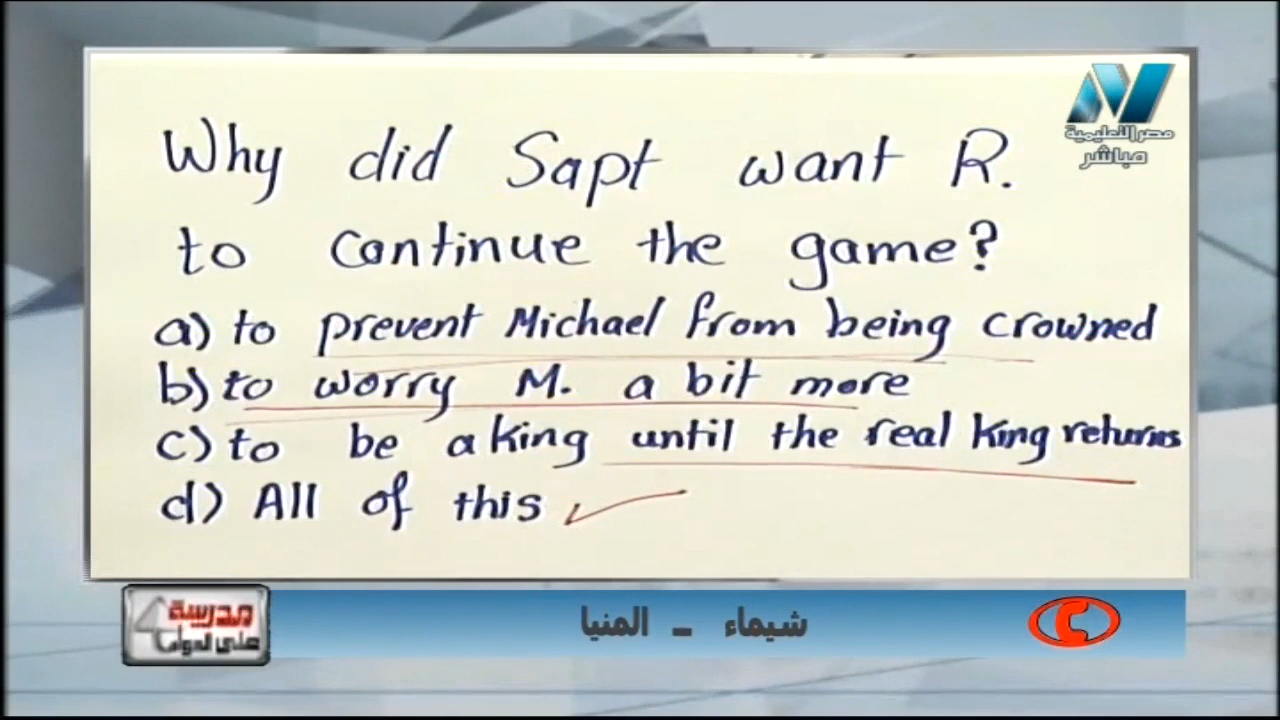 مصر التعليمية
مباشر
Why did Sapt want R.
to continue the game?
a) to prevent Michael from being crowned
b) to worry M. a bit more
c) to be a king until the real king returns
d) All of this
مدرسة
على الهواء
شيماء - المنيا